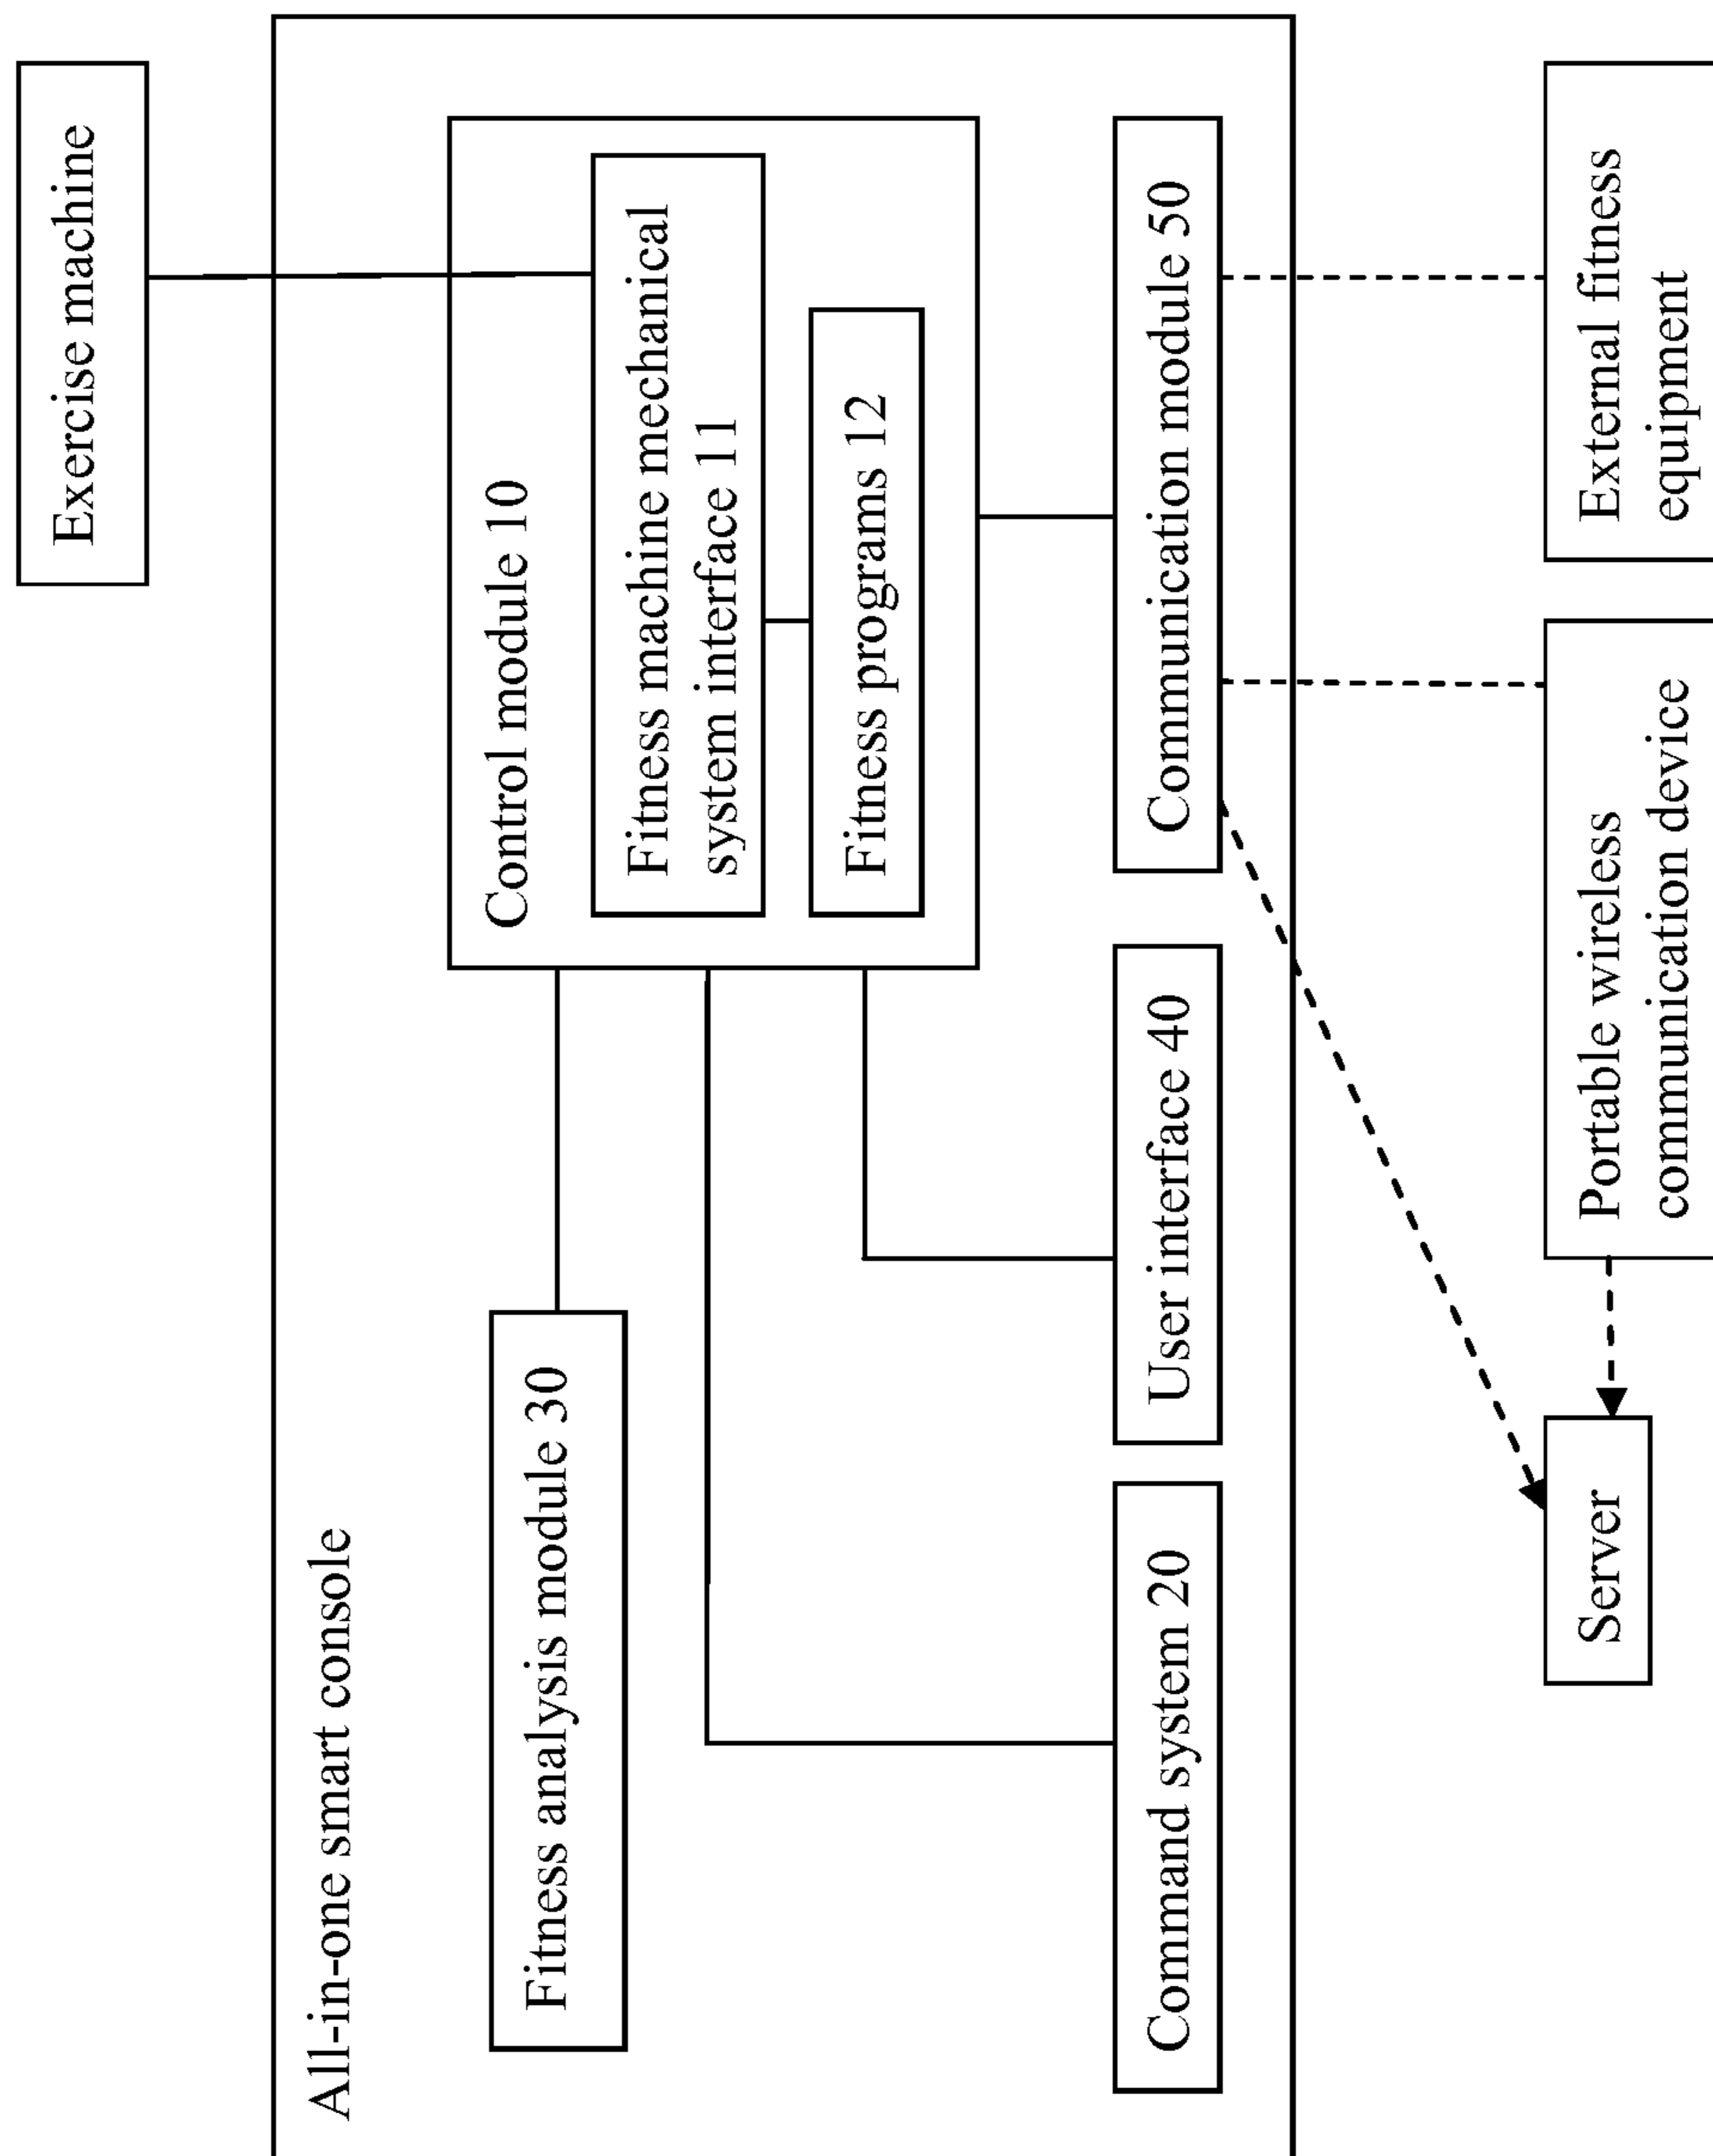 Exercise machine
All-in-one smart console
Control module 10
Fitness machine mechanical
system interface 11
Fitness programs 12
Fitness analysis module 30
Command system 20
User interface 40
Communication module 50
Server
Portable wireless
communication device
External fitness
equipment